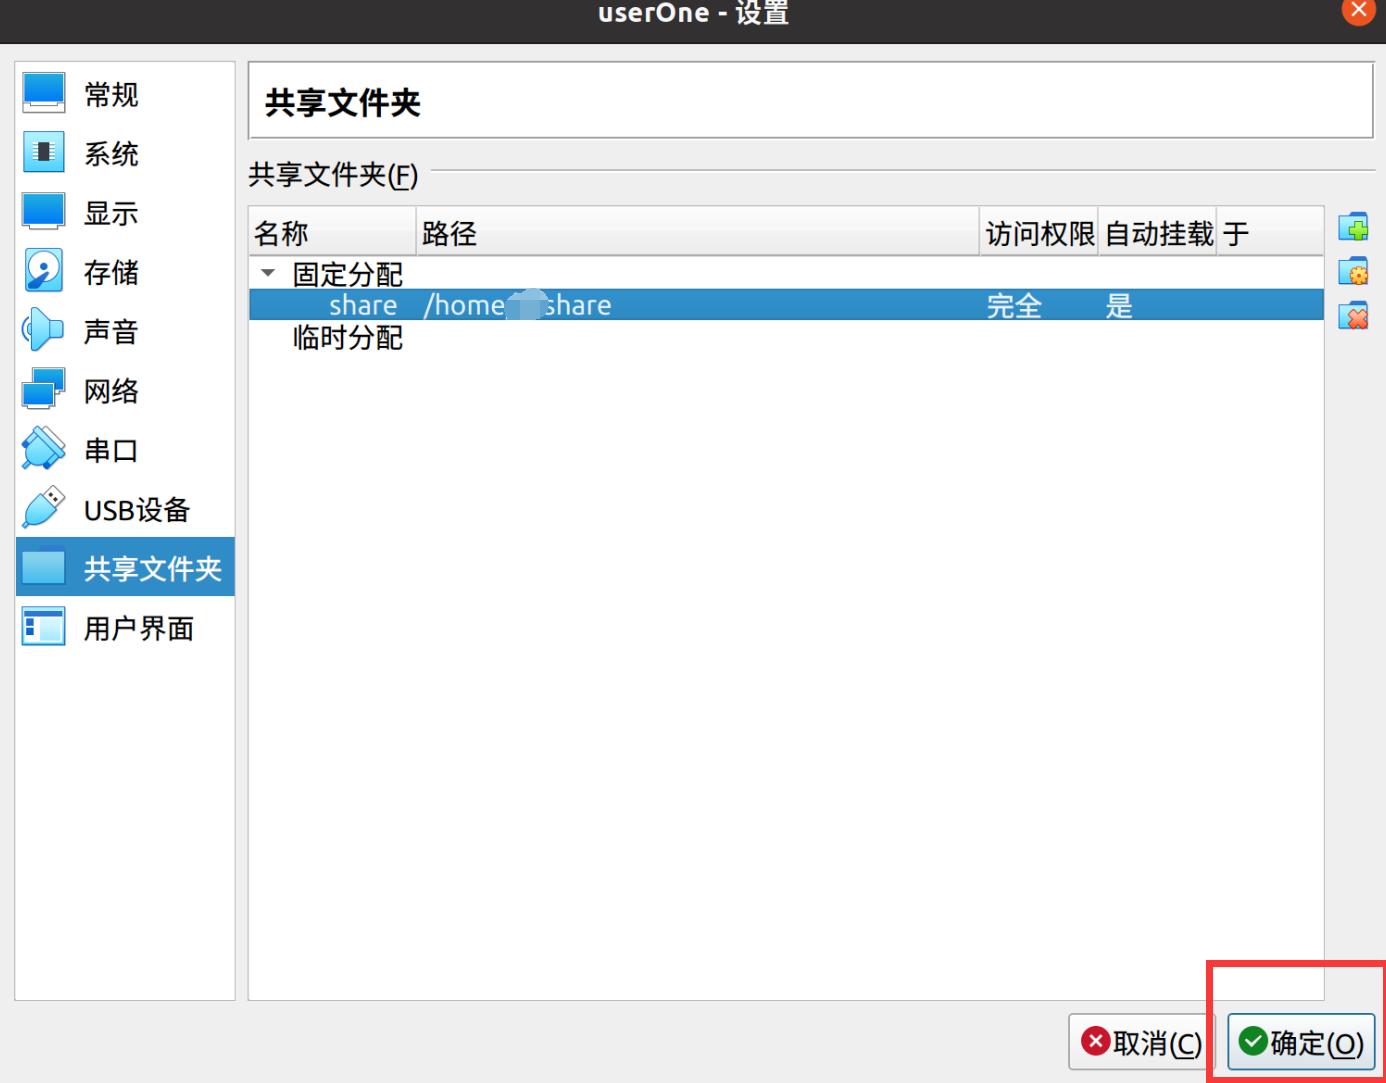 userOne - 设置
常规
系统
显示
存储
声音
网络
串口
USB设备
共享文件夹
用户界面
共享文件夹
共享文件夹(F)
名称 路径 访问权限 自动挂载 于
固定分配
share /home share 完全 是
临时分配
取消(C) 确定(O)